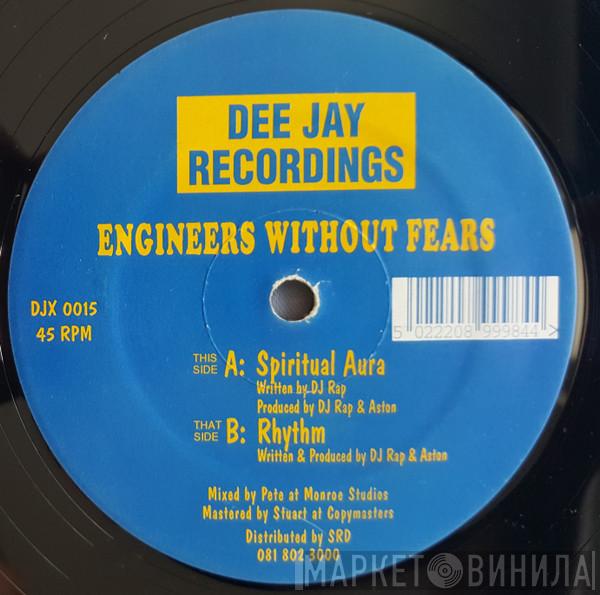 DEE JAY
RECORDINGS
ENGINEERS WITHOUT FEARS
DJX 0015
45 RPM
5 022208 999844 >
THIS SIDE A: Spiritual Aura
Written by DJ Rap
Produced by DJ Rap & Aston
THAT SIDE B: Rhythm
Written & Produced by DJ Rap & Aston
Mixed by Pete at Monroe Studios
Mastered by Stuart at Copymasters
Distributed by SRD
081 802 3000
МАРКЕТ ВИНИЛА